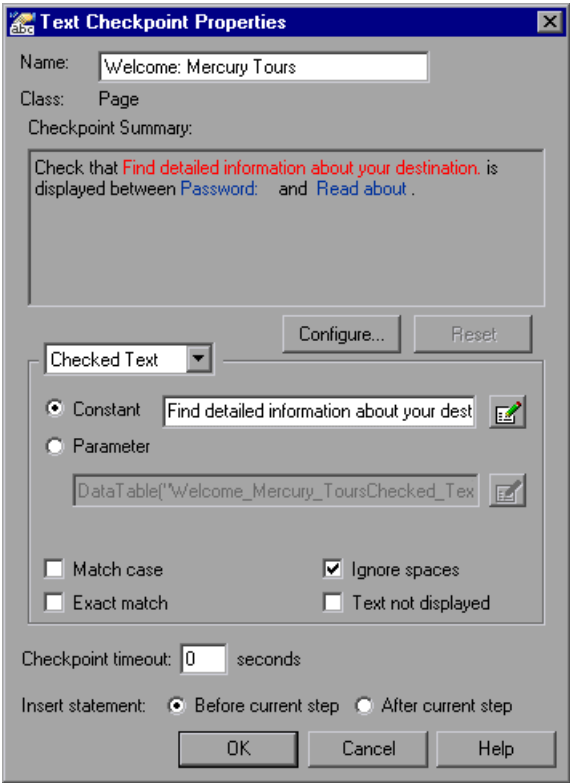 Text Checkpoint Properties
Name: Welcome: Mercury Tours
Class: Page
Checkpoint Summary:
Check that Find detailed information about your destination. is
displayed between Password: and Read about .
Configure... Reset
Checked Text
Constant Find detailed information about your dest
Parameter
DataTable("Welcome_Mercury_ToursChecked_Tex
Match case Ignore spaces
Exact match Text not displayed
Checkpoint timeout: 0 seconds
Insert statement: Before current step After current step
OK Cancel Help